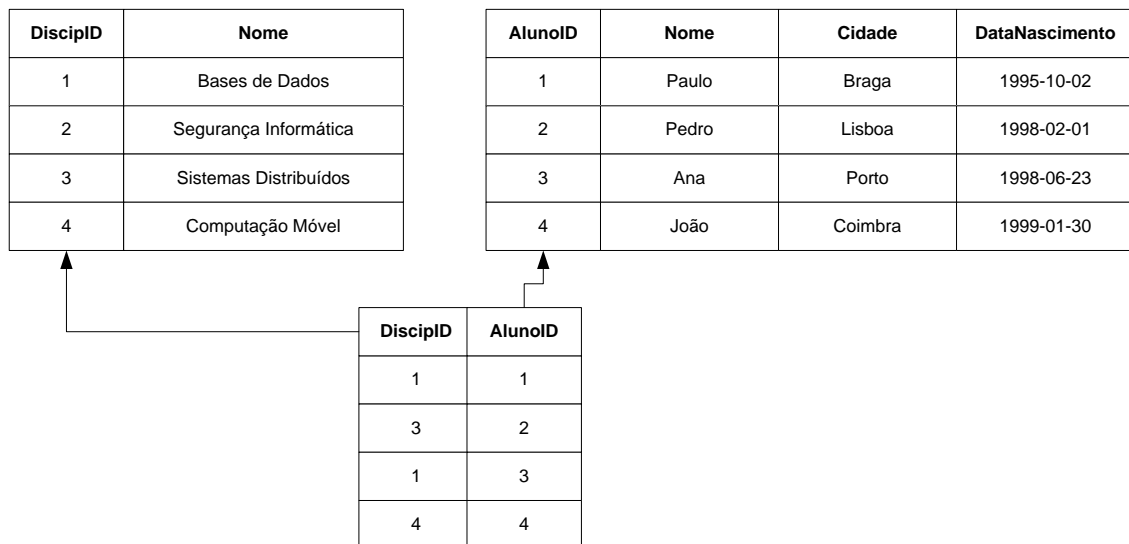 DiscipID Nome
1 Bases de Dados
2 Segurança Informática
3 Sistemas Distribuídos
4 Computação Móvel
AlunoID Nome Cidade DataNascimento
1 Paulo Braga 1995-10-02
2 Pedro Lisboa 1998-02-01
3 Ana Porto 1998-06-23
4 João Coimbra 1999-01-30
DiscipID AlunoID
1 1
3 2
1 3
4 4